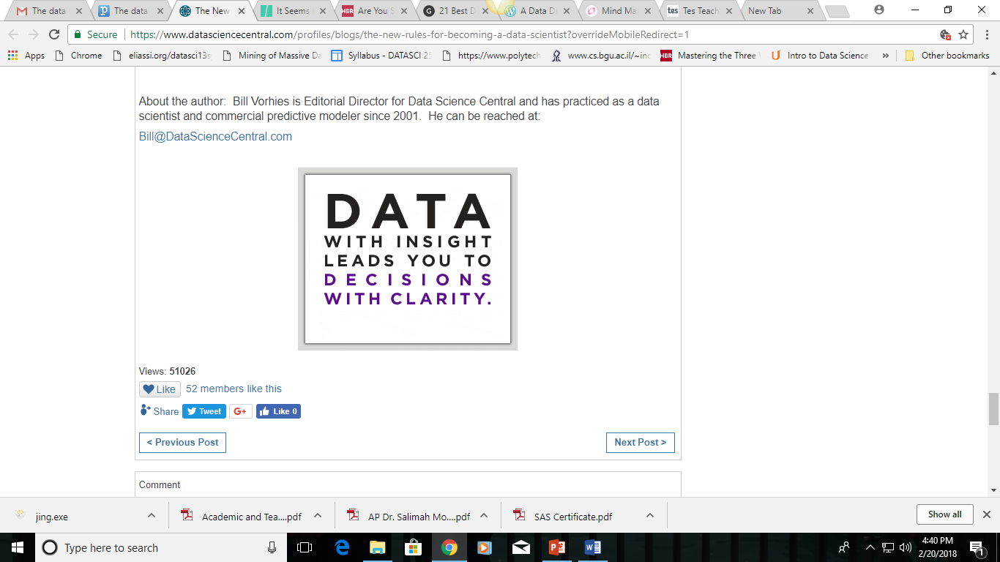 The data
The data
The New
It Seems
HBR Are You S
G 21 Best D
A Data D
Mind Ma
tes Tes Teach
New Tab
Secure https://www.datasciencecentral.com/profiles/blogs/the-new-rules-for-becoming-a-data-scientist?overrideMobileRedirect=1
Apps
Chrome
eliassi.org/datasci13s
Mining of Massive Da
Syllabus - DATASCI 25
https://www.polytech
www.cs.bgu.ac.il/~in
HBR Mastering the Three
U Intro to Data Science
»
Other bookmarks
About the author: Bill Vorhies is Editorial Director for Data Science Central and has practiced as a data
scientist and commercial predictive modeler since 2001. He can be reached at:
Bill@DataScienceCentral.com
DATA
WITH INSIGHT
LEADS YOU TO
DECISIONS
WITH CLARITY.
Views: 51026
Like 52 members like this
Share Tweet G+ Like 0
< Previous Post Next Post >
Comment
jing.exe
Academic and Tea....pdf
AP Dr. Salimah Mo....pdf
SAS Certificate.pdf
Show all
Type here to search
4:40 PM
2/20/2018
1